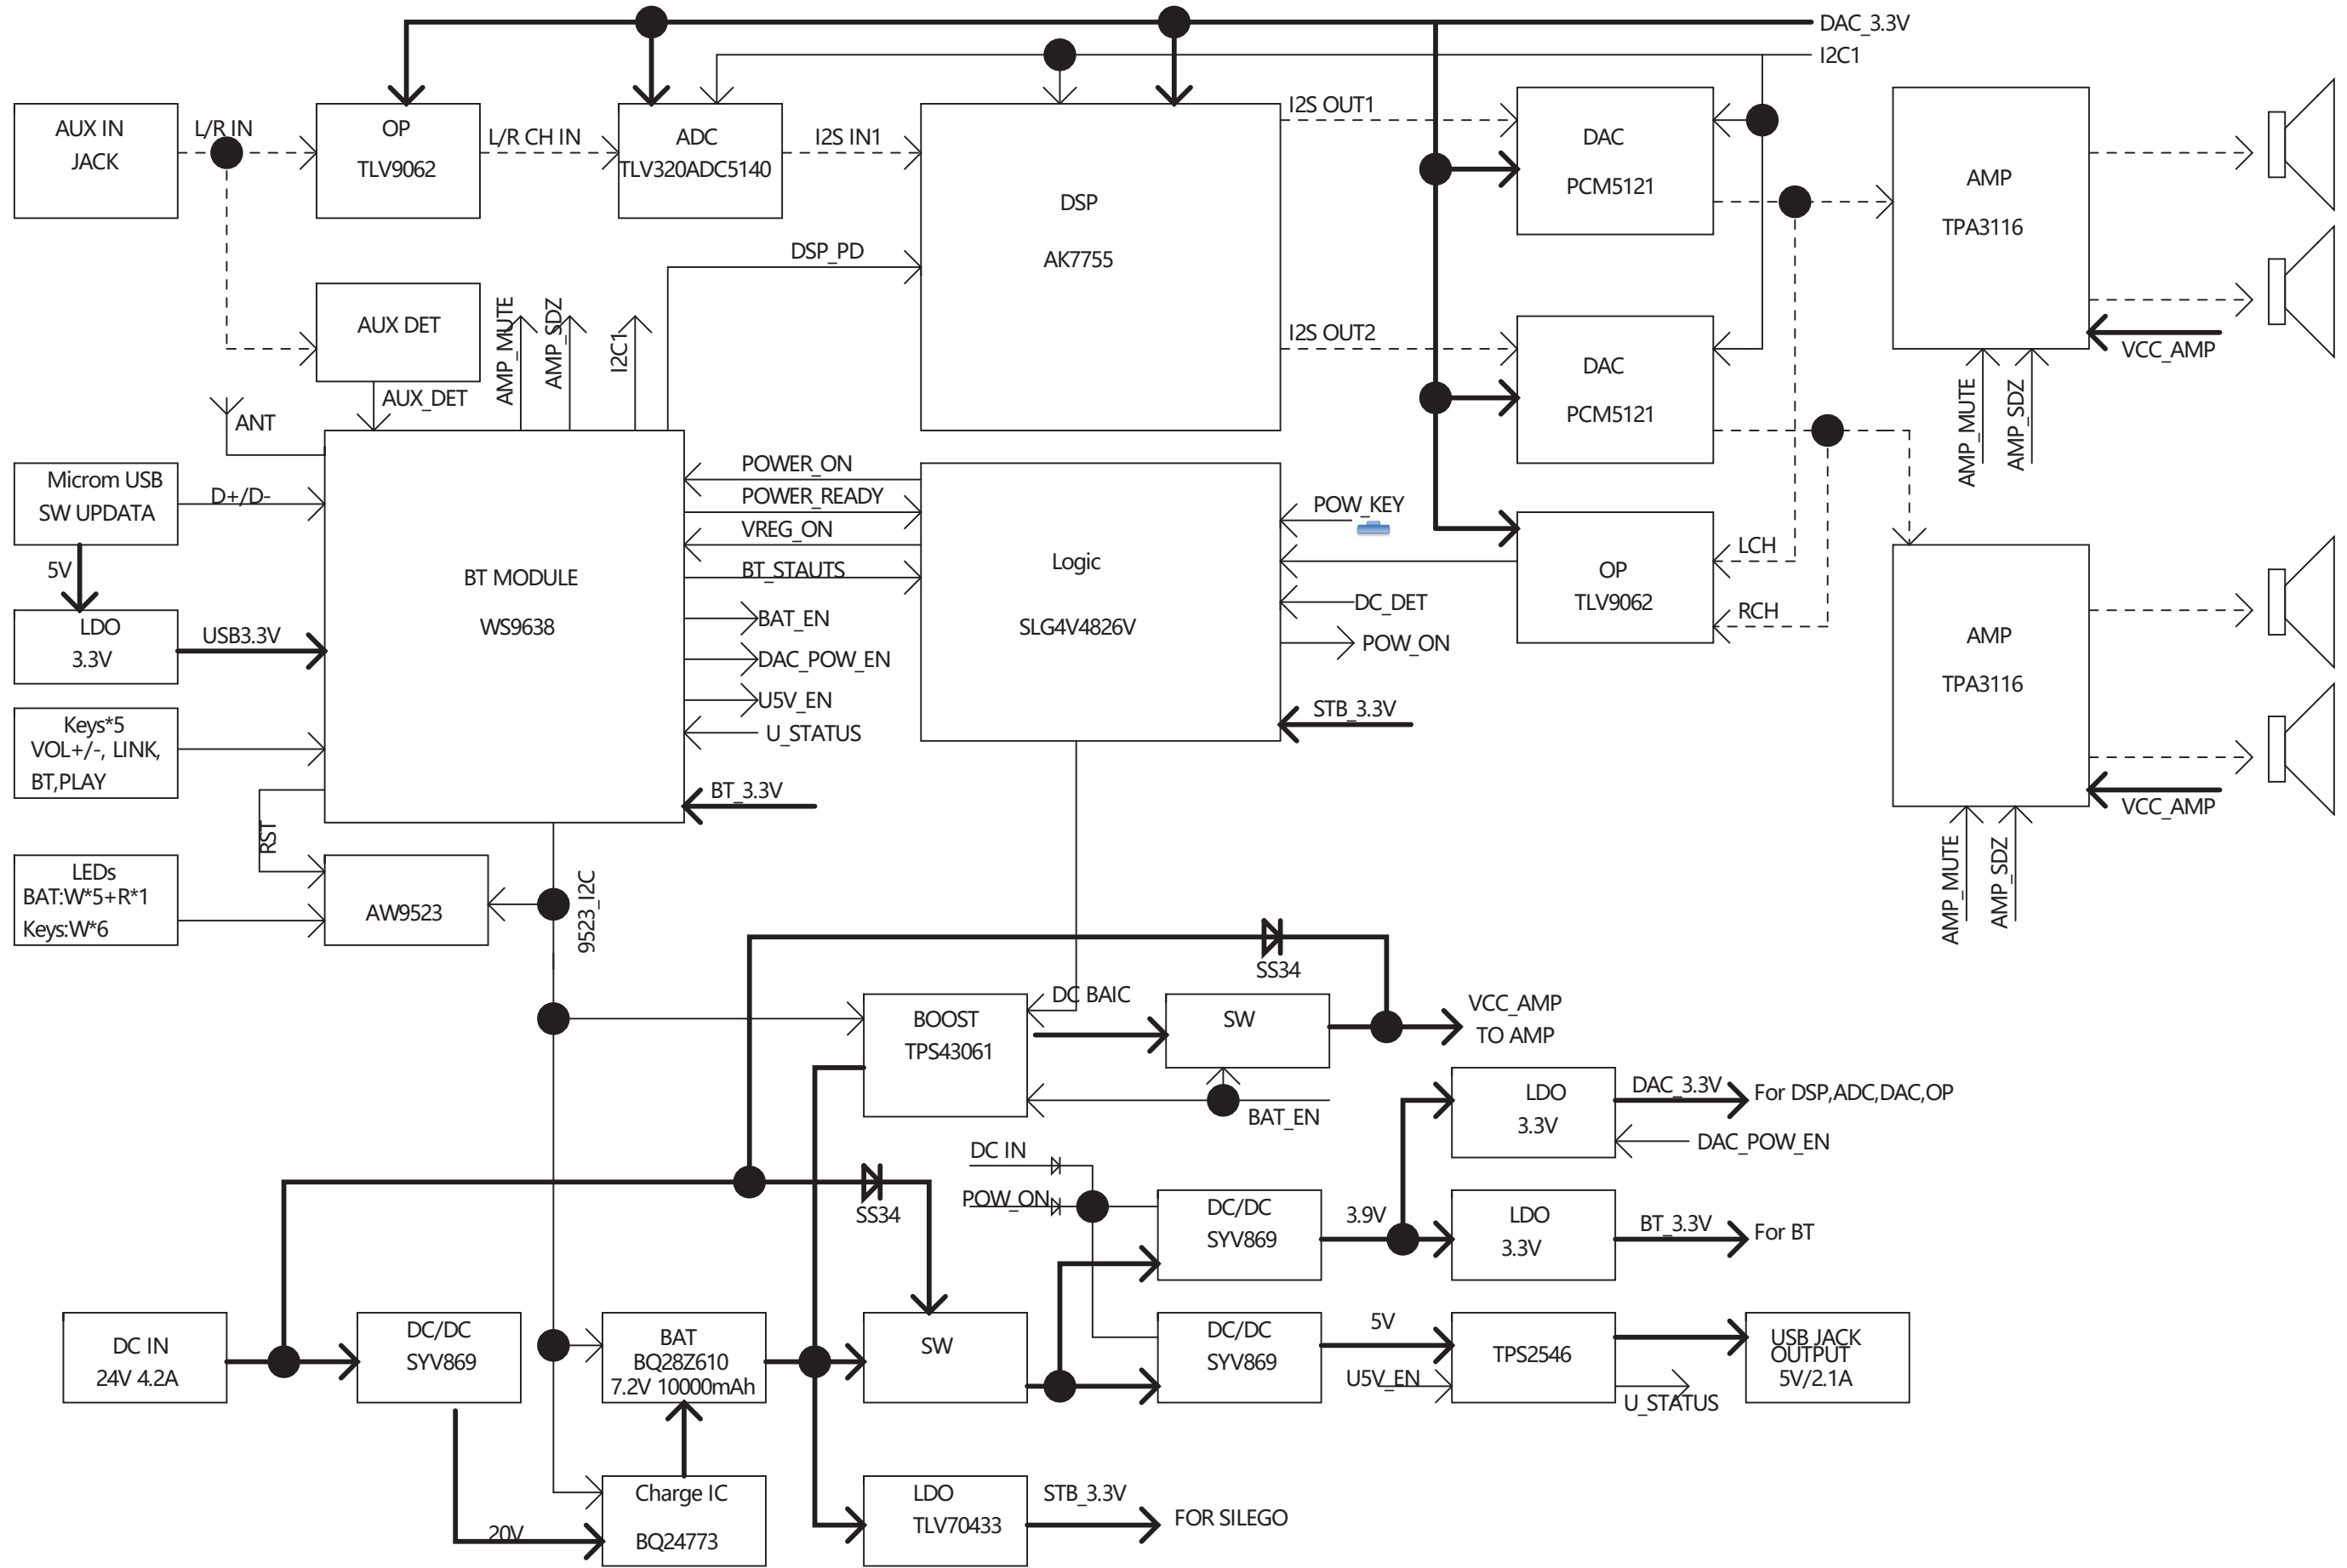 DAC_3.3V
I2C1
AUX IN
JACK
L/R IN
OP
TLV9062
L/R CH IN
ADC
TLV320ADC5140
I2S IN1
DSP
AK7755
I2S OUT1
DAC
PCM5121
AMP
TPA3116
VCC_AMP
AMP_MUTE
AMP_SDZ
DSP_PD
AUX DET
AUX_DET
AMP_MUTE
AMP_SDZ
I2C1
I2S OUT2
DAC
PCM5121
ANT
Microm USB
SW UPDATA
D+/D-
5V
LDO
3.3V
USB3.3V
Keys*5
VOL+/-, LINK,
BT,PLAY
RST
LEDs
BAT:W*5+R*1
Keys:W*6
AW9523
9523_I2C
BT MODULE
WS9638
POWER_ON
POWER_READY
VREG_ON
BT_STAUTS
BAT_EN
DAC_POW_EN
U5V_EN
U_STATUS
BT_3.3V
Logic
SLG4V4826V
POW_KEY
DC_DET
POW_ON
STB_3.3V
OP
TLV9062
LCH
RCH
AMP
TPA3116
VCC_AMP
AMP_MUTE
AMP_SDZ
SS34
DC BAIC
BOOST
TPS43061
SW
VCC_AMP
TO AMP
BAT_EN
LDO
3.3V
DAC_3.3V
For DSP,ADC,DAC,OP
DAC_POW_EN
DC IN
POW_ON
SS34
DC/DC
SYV869
3.9V
LDO
3.3V
BT_3.3V
For BT
DC IN
24V 4.2A
DC/DC
SYV869
BAT
BQ28Z610
7.2V 10000mAh
SW
DC/DC
SYV869
5V
U5V_EN
TPS2546
U_STATUS
USB JACK
OUTPUT
5V/2.1A
20V
Charge IC
BQ24773
LDO
TLV70433
STB_3.3V
FOR SILEGO